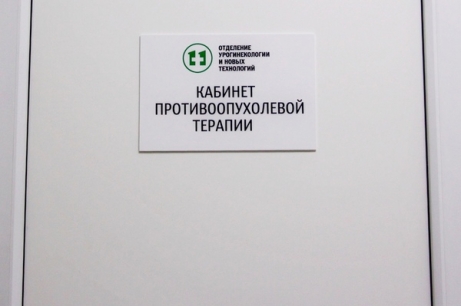 ОТДЕЛЕНИЕ
УРОГИНЕКОЛОГИИ
И НОВЫХ
ТЕХНОЛОГИЙ
КАБИНЕТ
ПРОТИВООПУХОЛЕВОЙ
ТЕРАПИИ